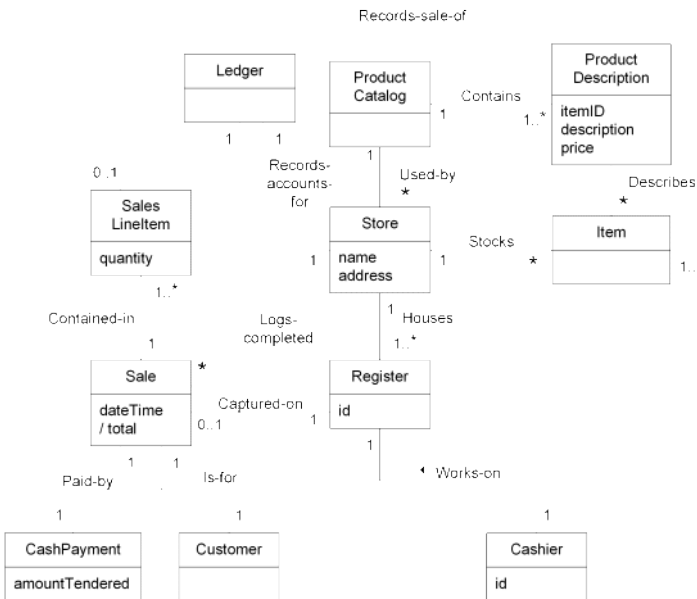 Records-sale-of
Ledger
Product
Catalog
Product
Description
itemID
description
price
Contains
1
1..*
1
1
1
Records-
accounts-
for
Used-by
*
Describes
*
0..1
Sales
LineItem
quantity
1..*
Store
name
address
1
1
Stocks
*
Item
1..
Contained-in
1
Logs-
completed
1
Houses
1..*
Sale
dateTime
/ total
*
0..1
Captured-on
1
Register
id
1
1
1
Paid-by
Is-for
Works-on
1
1
1
CashPayment
amountTendered
Customer
Cashier
id